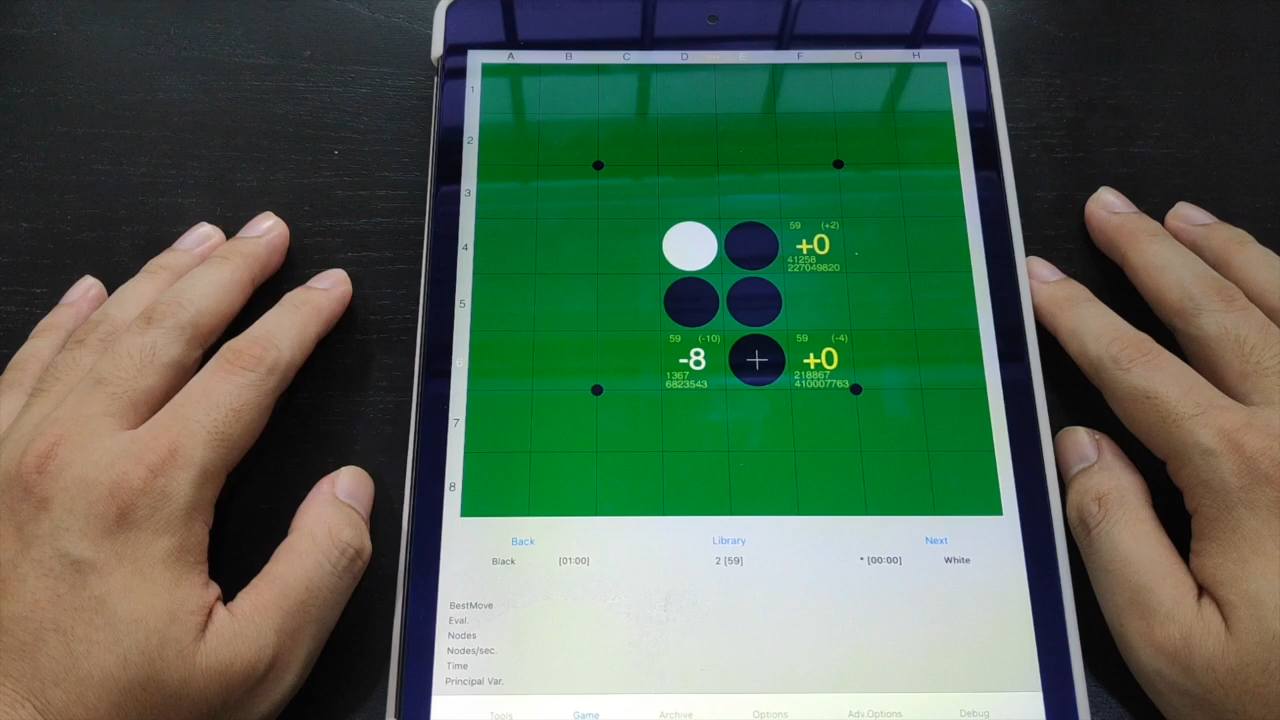 A B C D E F G H
1
2
3
4
59 (+2)
+0
41258
227049820
5
6
59 (-10)
-8
1367
6823543
59 (-4)
+0
218867
410007763
7
8
Back Library Next
Black [01:00] 2 [59] * [00:00] White
BestMove
Eval.
Nodes
Nodes/sec.
Time
Principal Var.
Tools Game Archive Options Adv.Options Debug